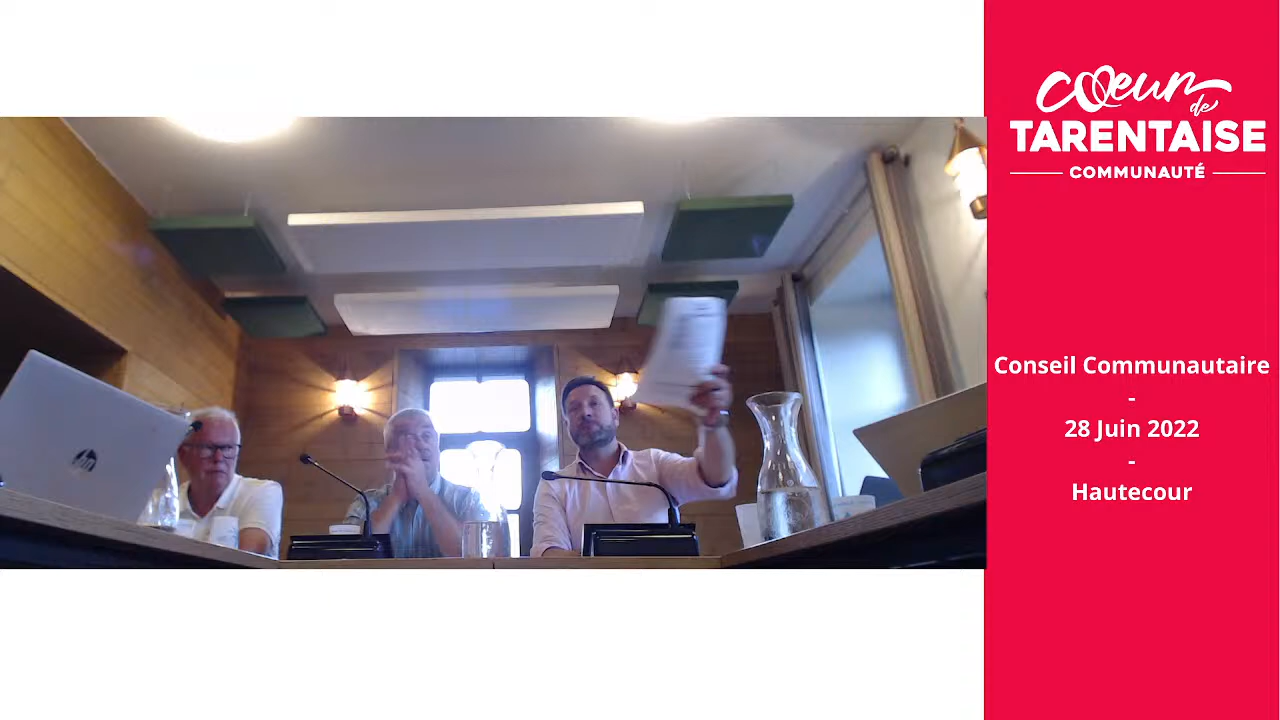 cœur
de
TARENTAISE
COMMUNAUTÉ
Conseil Communautaire
-
28 Juin 2022
-
Hautecour
hp